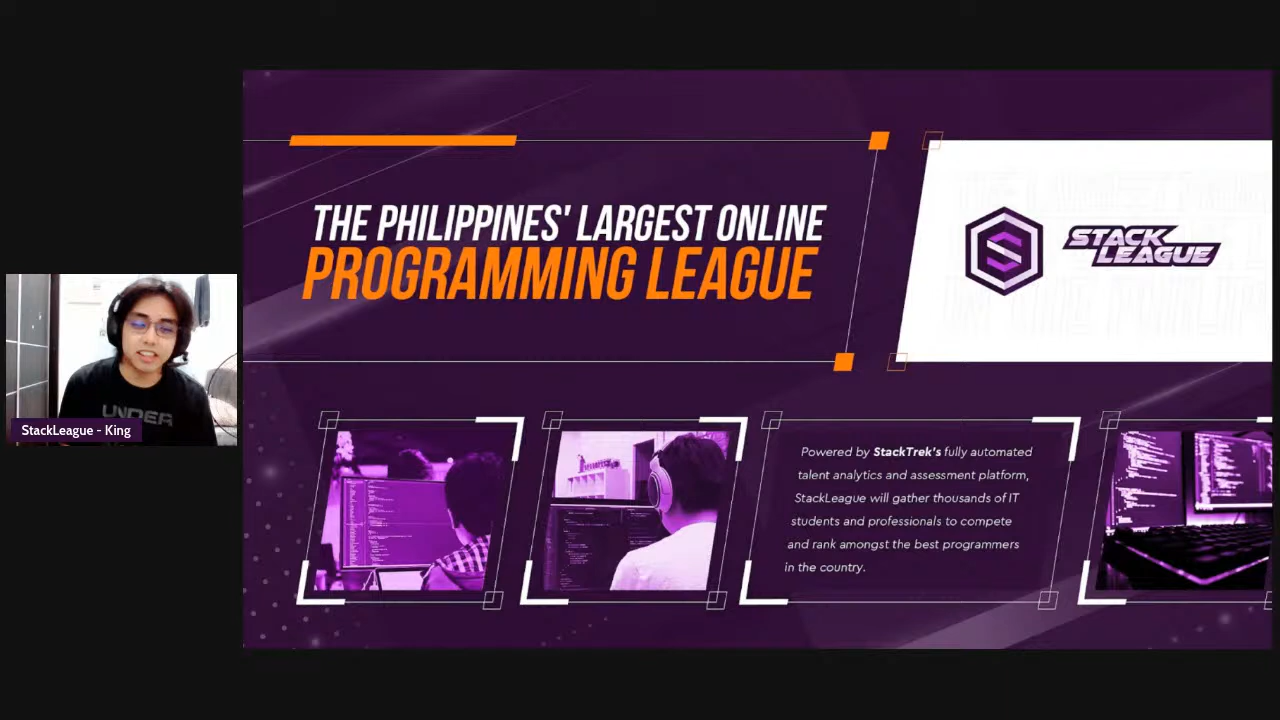 THE PHILIPPINES' LARGEST ONLINE
PROGRAMMING LEAGUE
STACK
LEAGUE
UNDER
StackLeague - King
Powered by StackTrek's fully automated
talent analytics and assessment platform,
StackLeague will gather thousands of IT
students and professionals to compete
and rank amongst the best programmers
in the country.